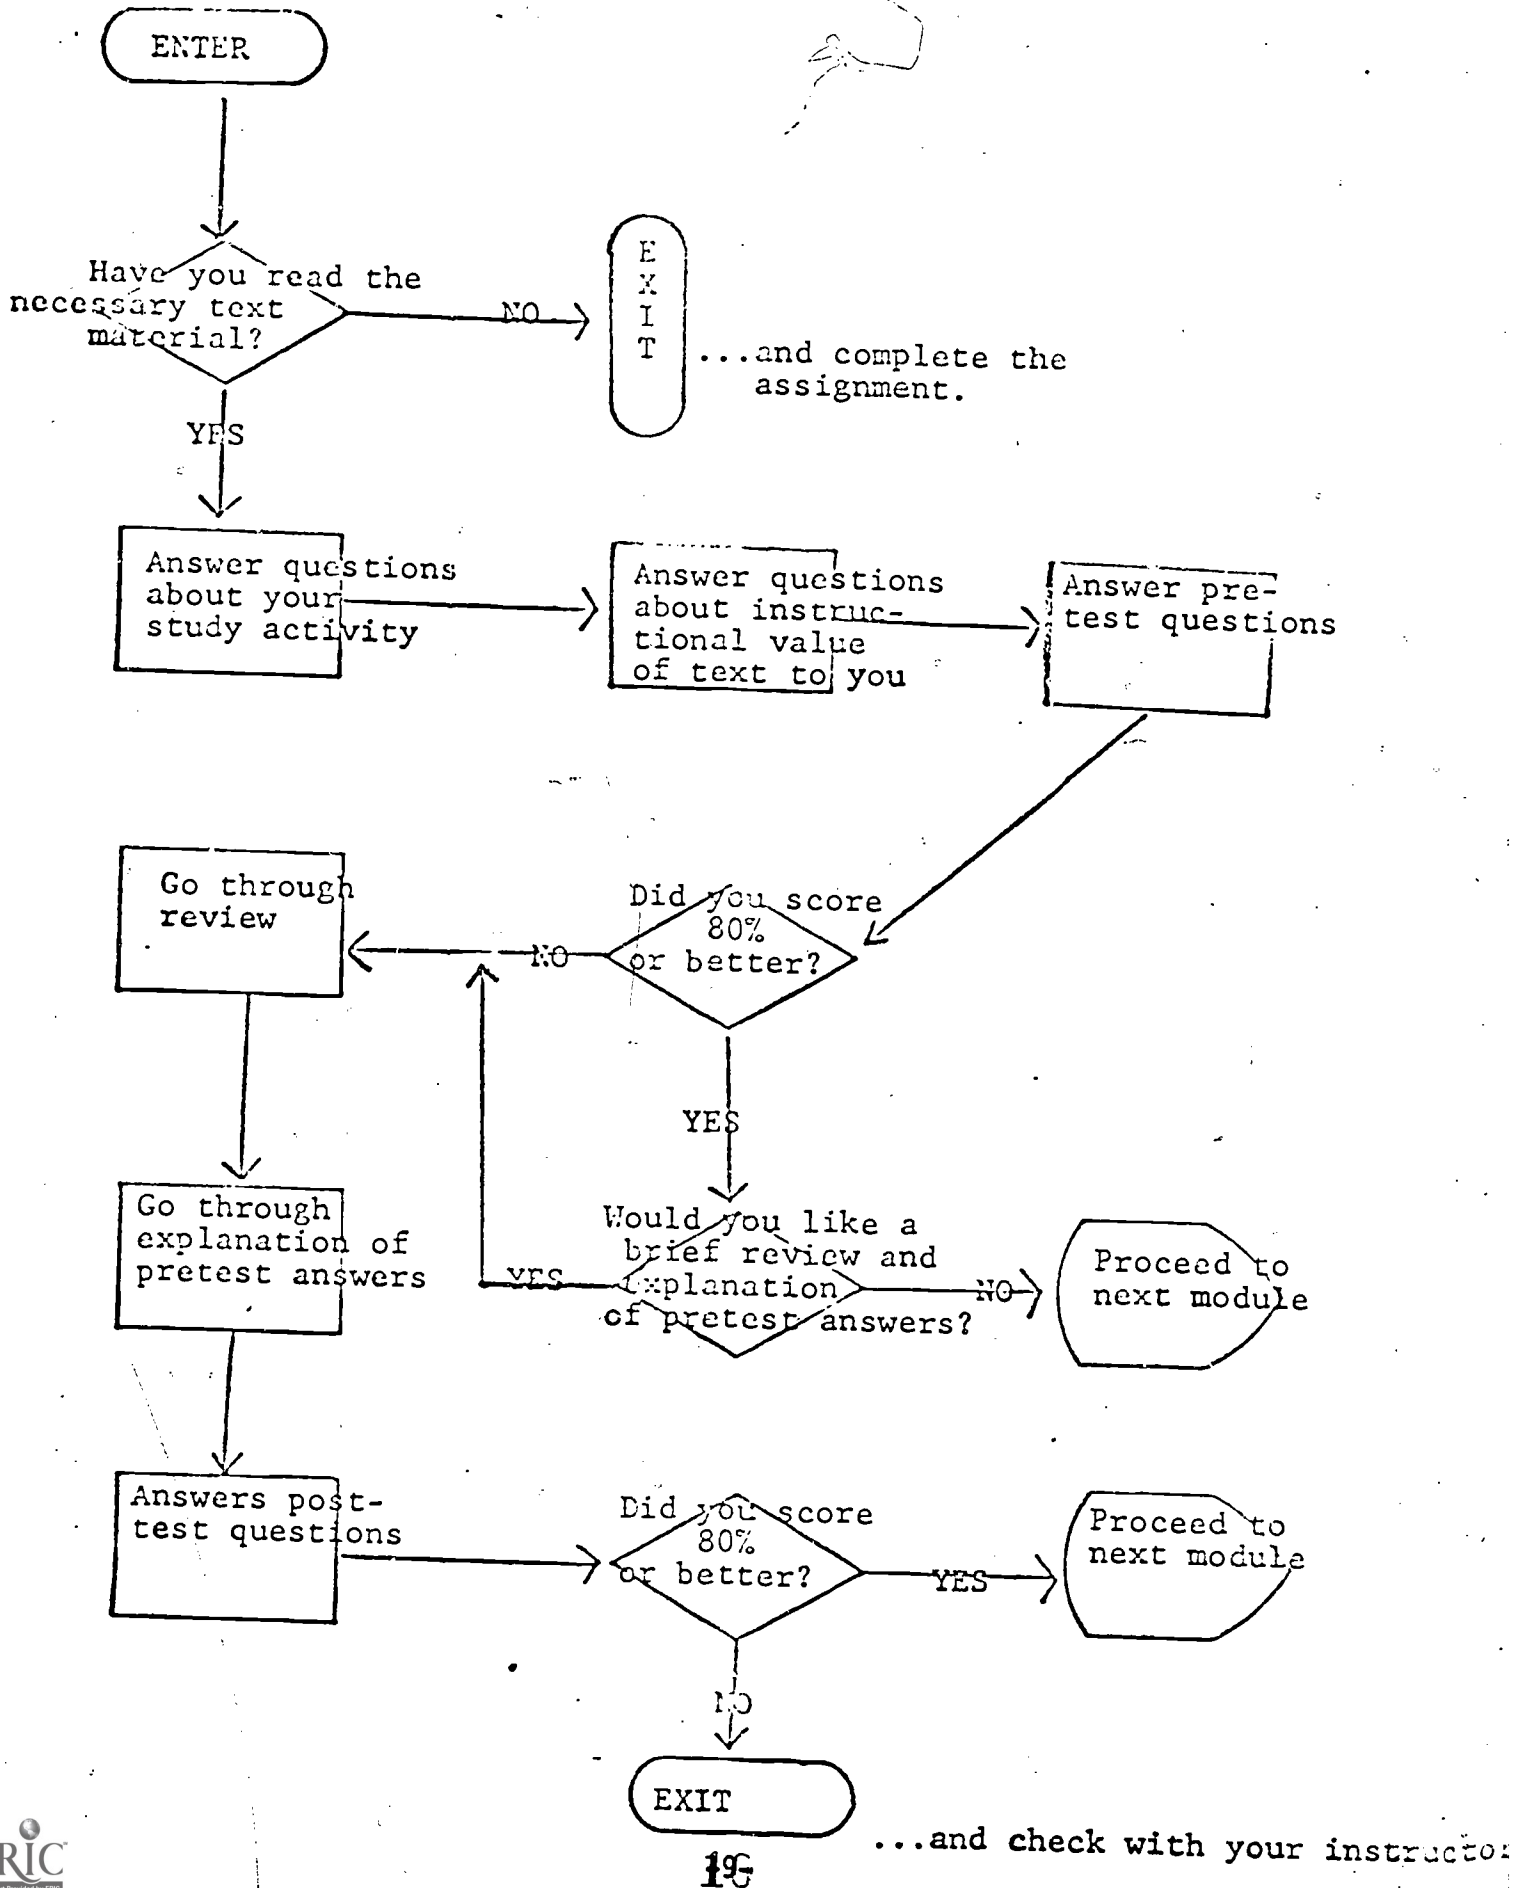 ENTER
Have you read the
necessary text
material?
NO
EXIT
...and complete the
assignment.
YES
Answer questions
about your
study activity
Answer questions
about instruc-
tional value
of text to you
Answer pre-
test questions
Go through
review
NO
Did you score
80%
or better?
YES
Go through
explanation of
pretest answers
YES
Would you like a
brief review and
explanation
of pretest answers?
NO
Proceed to
next module
Answers post-
test questions
Did you score
80%
or better?
YES
Proceed to
next module
NO
EXIT
...and check with your instructor
RIC